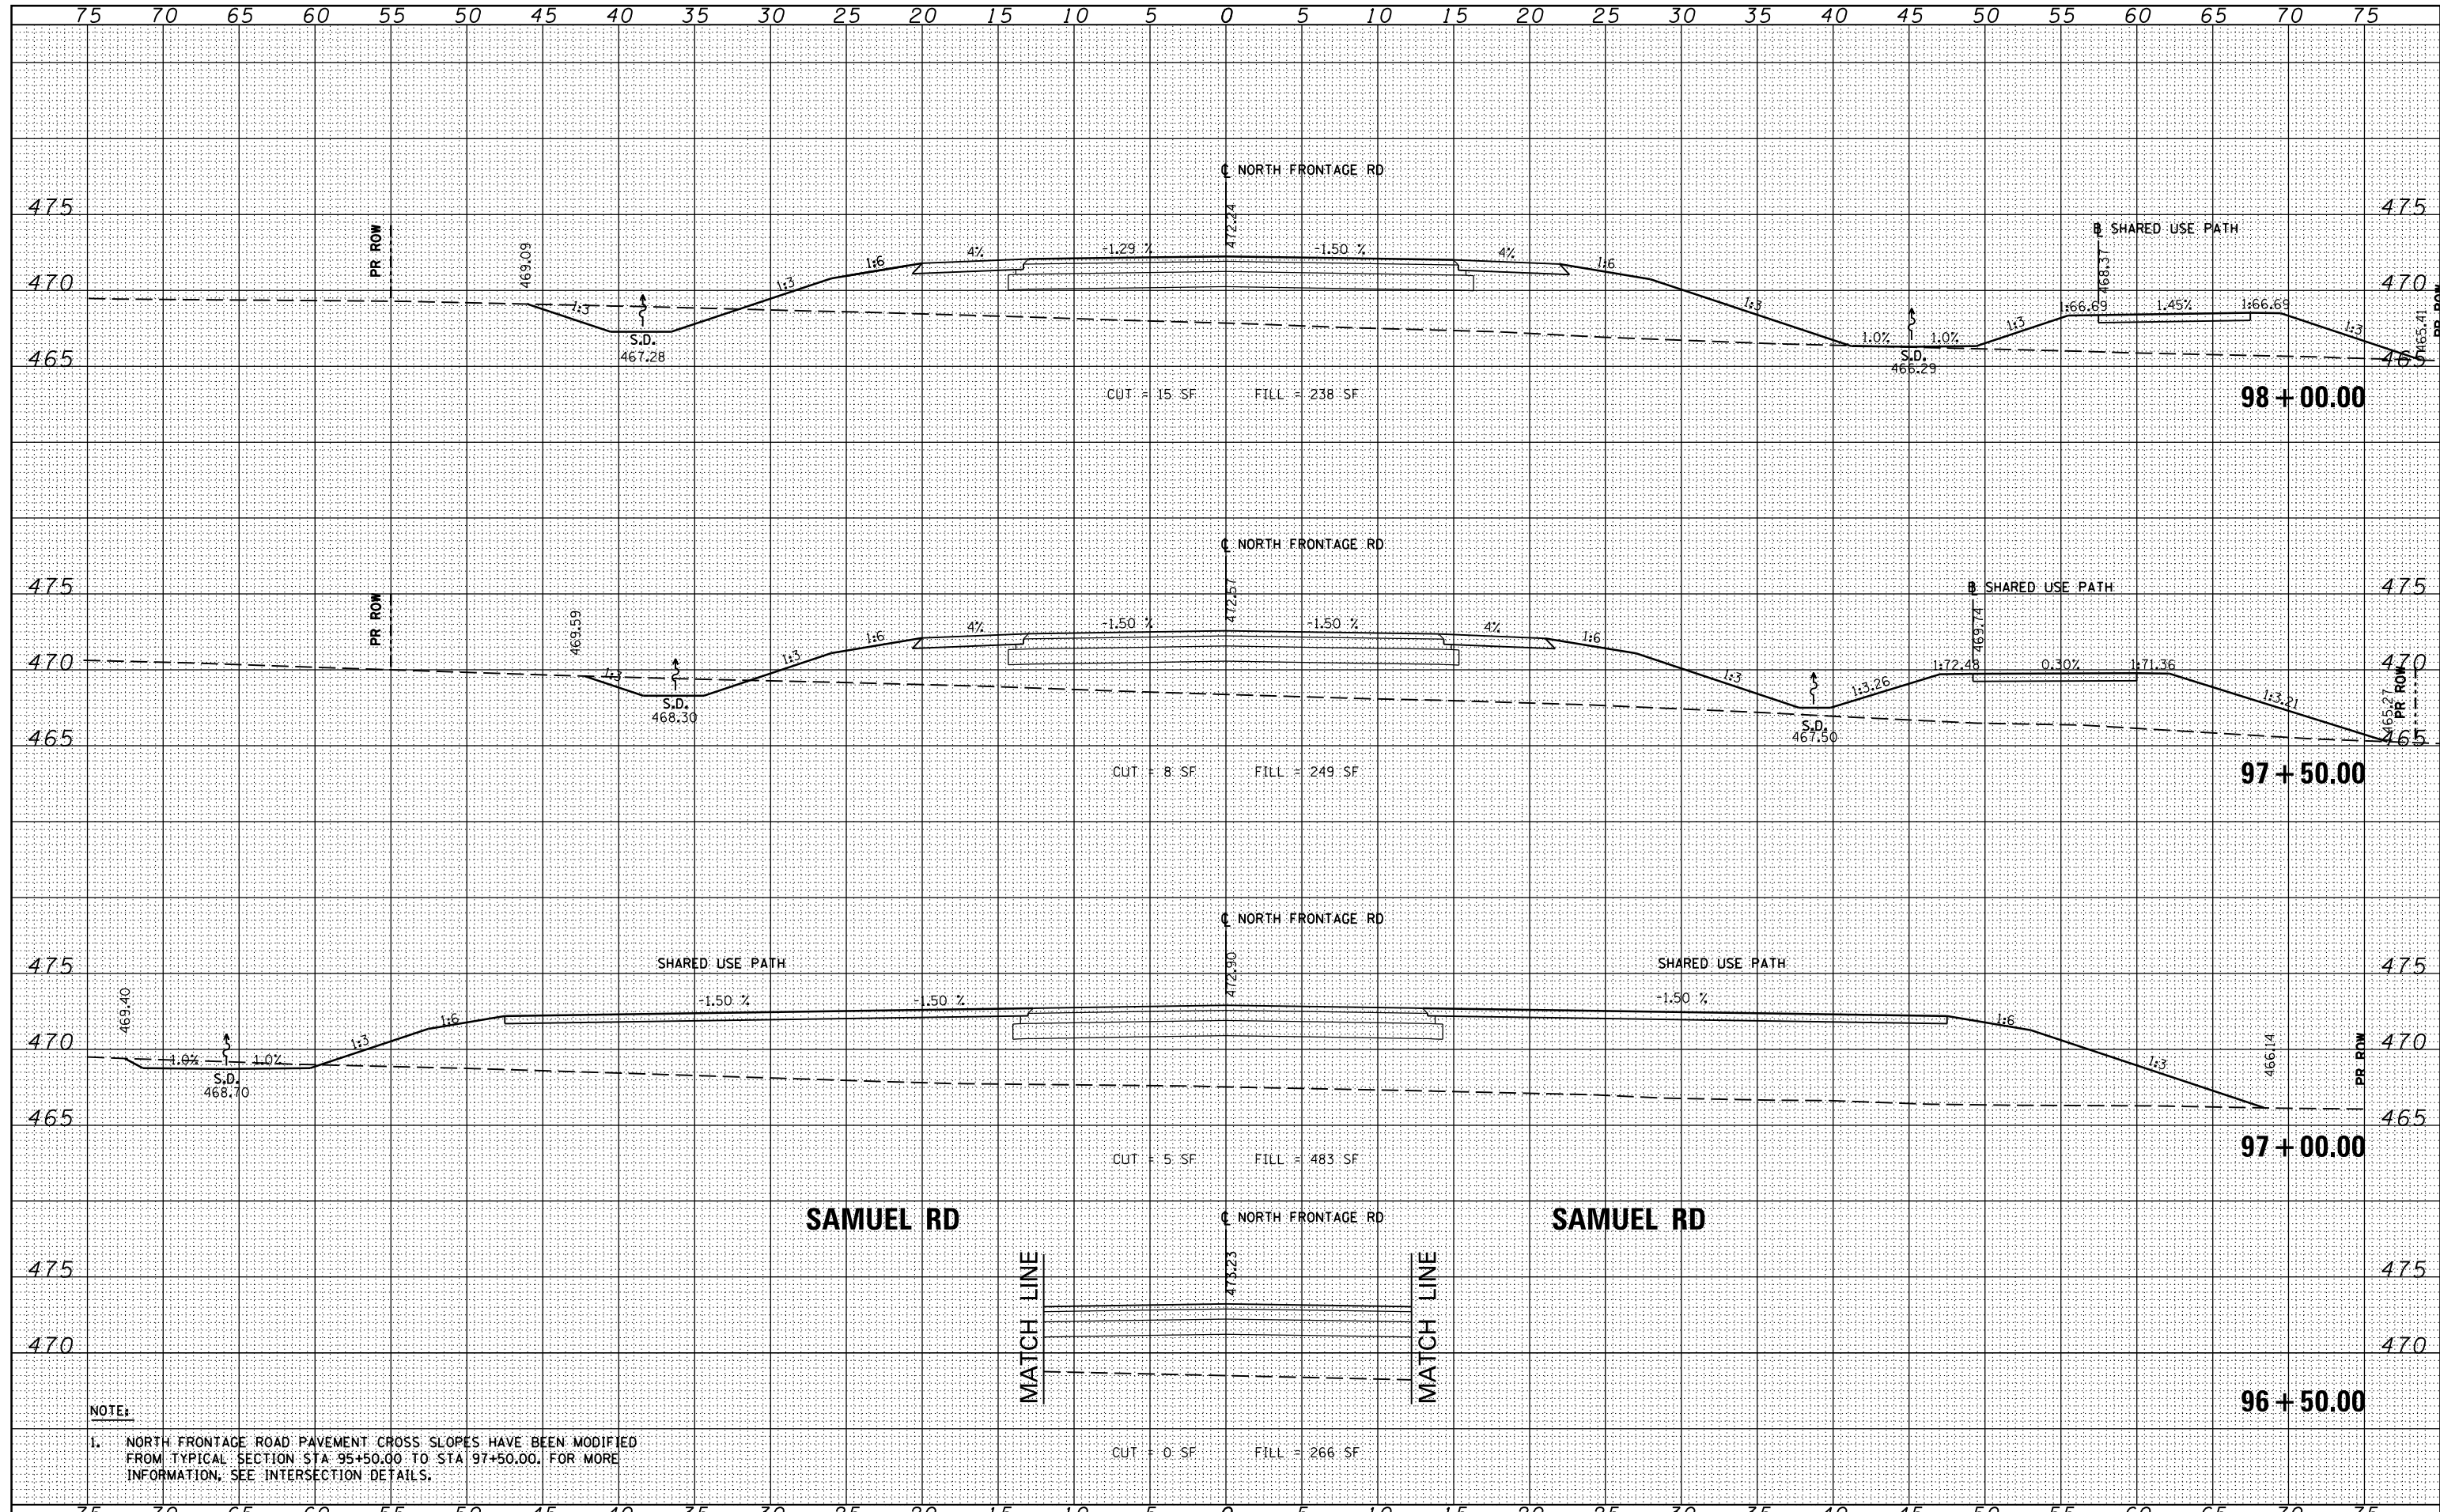 75 70 65 60 55 50 45 40 35 30 25 20 15 10 5 0 5 10 15 20 25 30 35 40 45 50 55 60 65 70 75
℄ NORTH FRONTAGE RD
475 475
PR ROW
469.09
1:6
4%
-1.29 %
472.24
-1.50 %
4%
1:6
468.37
SHARED USE PATH
PR ROW
470 470
1:3
1:3
1:3
1:66.69
1.45%
1:66.69
S.D.
467.28
1.0%
1.0%
1:3
1:3
465.41
S.D.
466.29
465 465
CUT = 15 SF FILL = 238 SF
98 + 00.00
℄ NORTH FRONTAGE RD
475 475
PR ROW
469.59
1:6
4%
-1.50 %
472.57
-1.50 %
4%
1:6
469.74
SHARED USE PATH
470 470
1:3
1:3
1:3
1:3.26
1:72.48
0.30%
1:71.36
1:3.21
465.27
PR ROW
S.D.
468.30
S.D.
467.50
465 465
CUT = 8 SF FILL = 249 SF
97 + 50.00
℄ NORTH FRONTAGE RD
475 475
SHARED USE PATH
SHARED USE PATH
469.40
1:6
-1.50 %
-1.50 %
472.90
-1.50 %
1:6
470 470
1.0%
1.0%
1:3
1:3
466.14
PR ROW
S.D.
468.70
465 465
CUT = 5 SF FILL = 483 SF
97 + 00.00
SAMUEL RD
℄ NORTH FRONTAGE RD
SAMUEL RD
475 475
MATCH LINE
473.23
MATCH LINE
470 470
96 + 50.00
CUT = 0 SF FILL = 266 SF
NOTE:
1. NORTH FRONTAGE ROAD PAVEMENT CROSS SLOPES HAVE BEEN MODIFIED
FROM TYPICAL SECTION STA 95+50.00 TO STA 97+50.00. FOR MORE
INFORMATION, SEE INTERSECTION DETAILS.
75 70 65 60 55 50 45 40 35 30 25 20 15 10 5 0 5 10 15 20 25 30 35 40 45 50 55 60 65 70 75